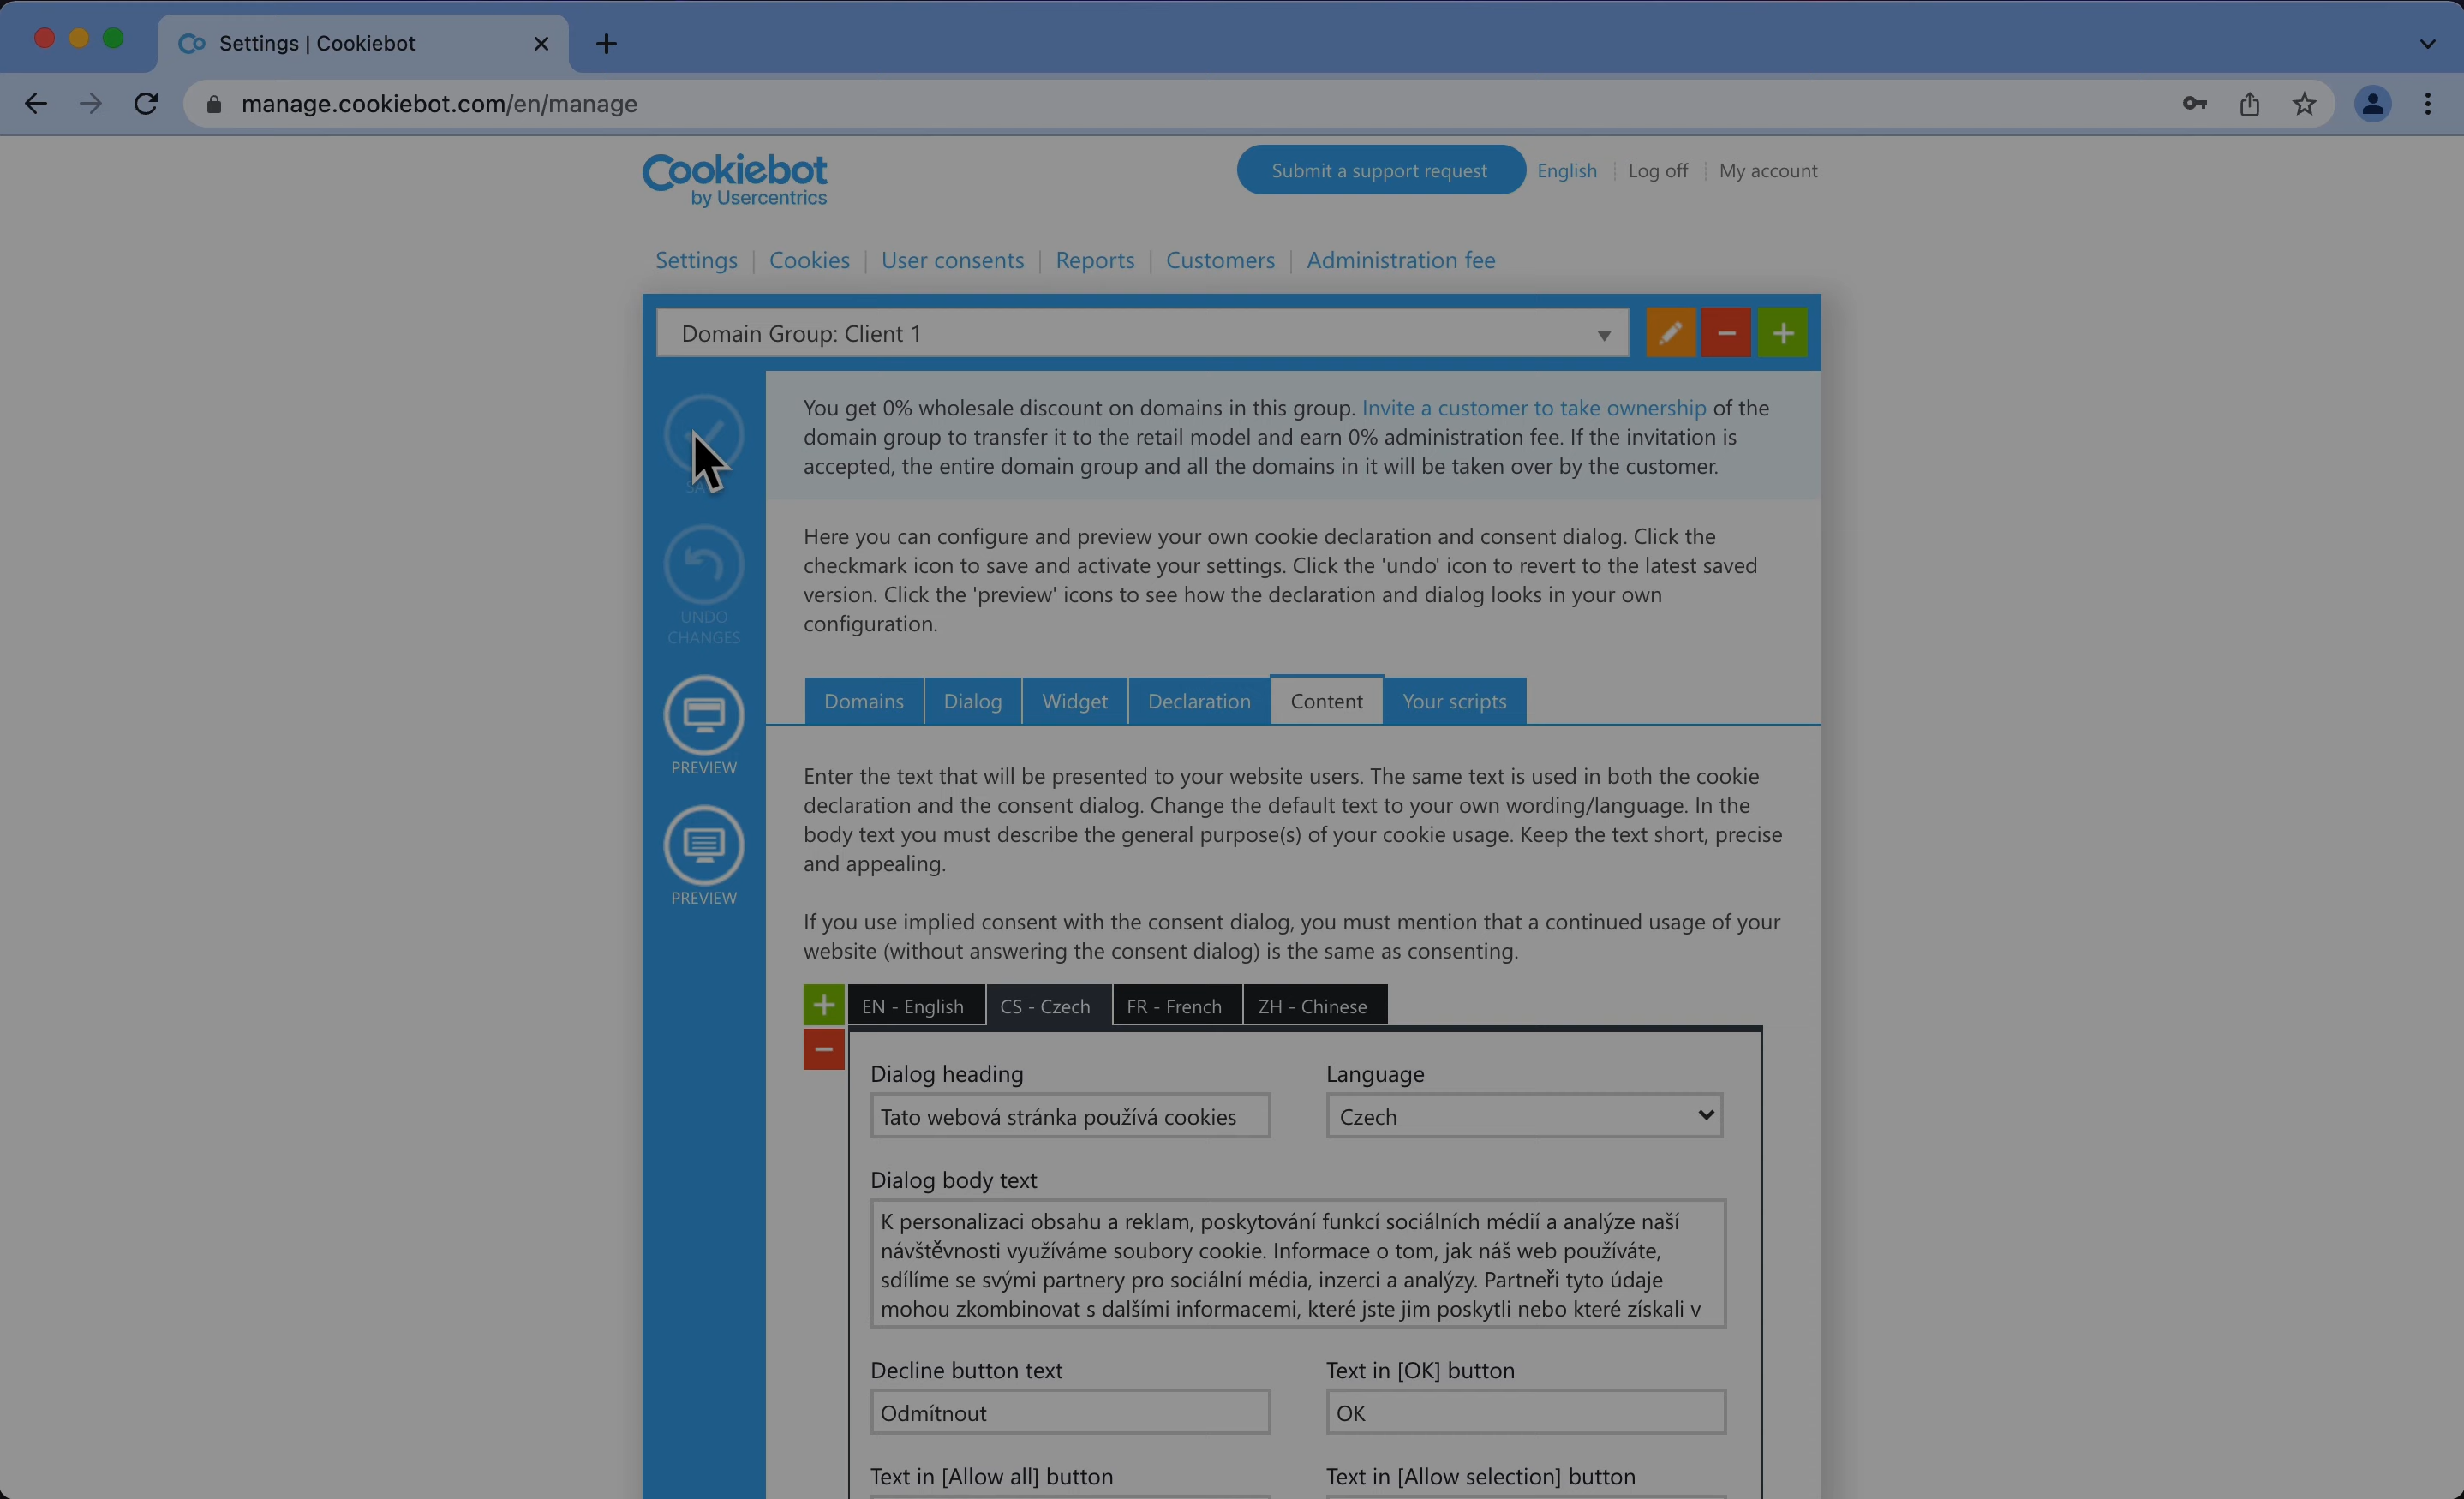 Settings | Cookiebot
manage.cookiebot.com/en/manage
Cookiebot
by Usercentrics
Submit a support request
English
Log off
My account
Settings
Cookies
User consents
Reports
Customers
Administration fee
Domain Group: Client 1
You get 0% wholesale discount on domains in this group. Invite a customer to take ownership of the
domain group to transfer it to the retail model and earn 0% administration fee. If the invitation is
accepted, the entire domain group and all the domains in it will be taken over by the customer.
UNDO
CHANGES
PREVIEW
PREVIEW
Here you can configure and preview your own cookie declaration and consent dialog. Click the
checkmark icon to save and activate your settings. Click the 'undo' icon to revert to the latest saved
version. Click the 'preview' icons to see how the declaration and dialog looks in your own
configuration.
Domains
Dialog
Widget
Declaration
Content
Your scripts
Enter the text that will be presented to your website users. The same text is used in both the cookie
declaration and the consent dialog. Change the default text to your own wording/language. In the
body text you must describe the general purpose(s) of your cookie usage. Keep the text short, precise
and appealing.
If you use implied consent with the consent dialog, you must mention that a continued usage of your
website (without answering the consent dialog) is the same as consenting.
EN - English
CS - Czech
FR - French
ZH - Chinese
Dialog heading
Language
Tato webová stránka používá cookies
Czech
Dialog body text
K personalizaci obsahu a reklam, poskytování funkcí sociálních médií a analýze naší
návštěvnosti využíváme soubory cookie. Informace o tom, jak náš web používáte,
sdílíme se svými partnery pro sociální média, inzerci a analýzy. Partneři tyto údaje
mohou zkombinovat s dalšími informacemi, které jste jim poskytli nebo které získali v
Decline button text
Text in [OK] button
Odmítnout
OK
Text in [Allow all] button
Text in [Allow selection] button